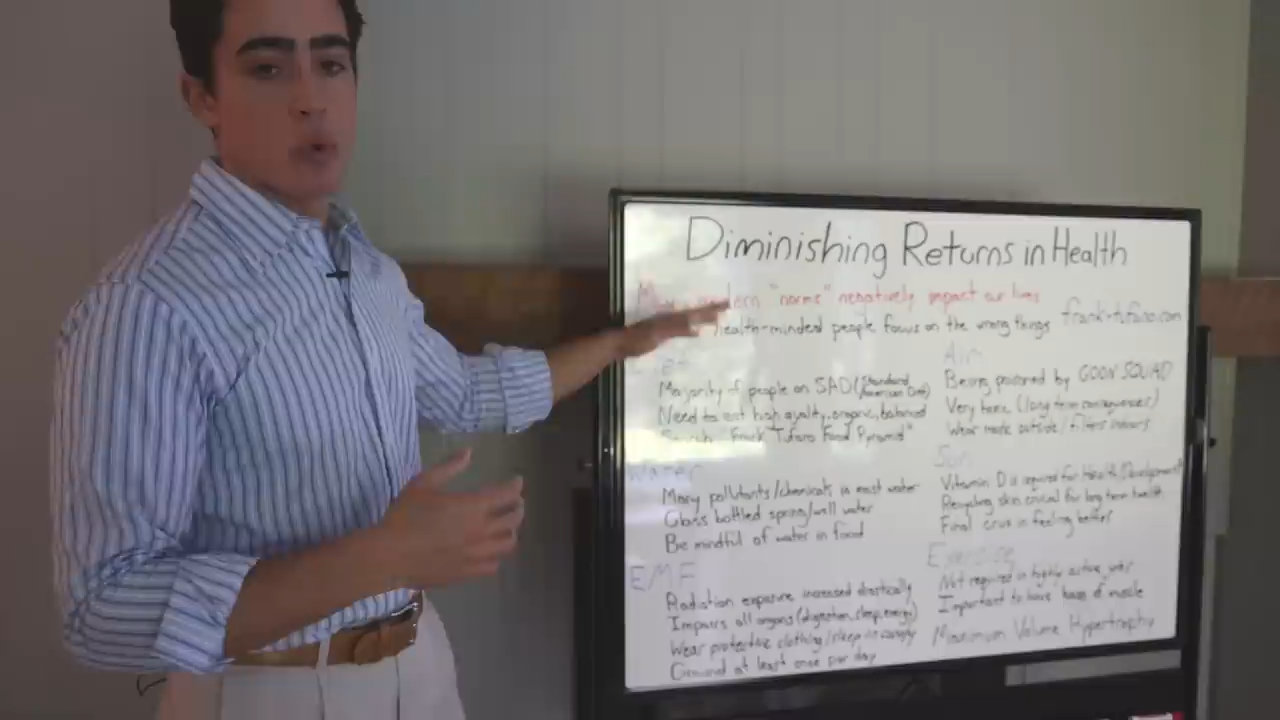 Diminishing Returns in Health
modern "norms" negatively impact our lives
Health-minded people focus on the wrong things
frank-tufano.com
Diet
Majority of people on SAD (Standard American Diet)
Need to eat high quality, organic, balanced
Search "Frank Tufano Food Pyramid"
Water
Many pollutants/chemicals in most water
Glass bottled spring/well water
Be mindful of water in food
EMF
Radiation exposure increased drastically
Impairs all organs (digestion, sleep, energy)
Wear protective clothing/sleep in
Ground at least once per day
Air
Being poisoned by GOON SQUAD
Very toxic (long term consequences)
Wear mask outside/filters indoors
Sun
Vitamin D is required for Health/Development
Recycling skin crucial for long term health
Final in feeling better
Exercise
Not required in highly active
Important to have base of muscle
Maximum Volume Hypertrophy